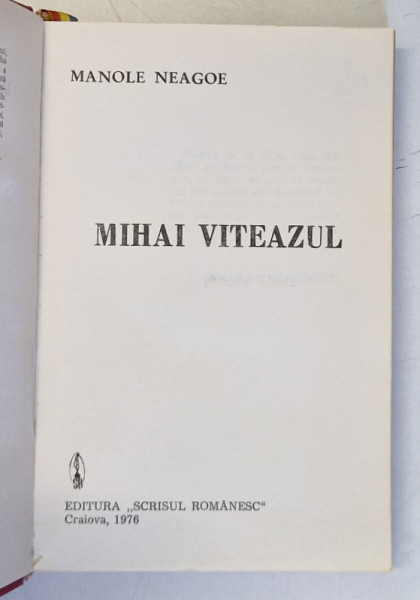 MANOLE NEAGOE
MIHAI VITEAZUL
EDITURA „SCRISUL ROMÂNESC“
Craiova, 1976